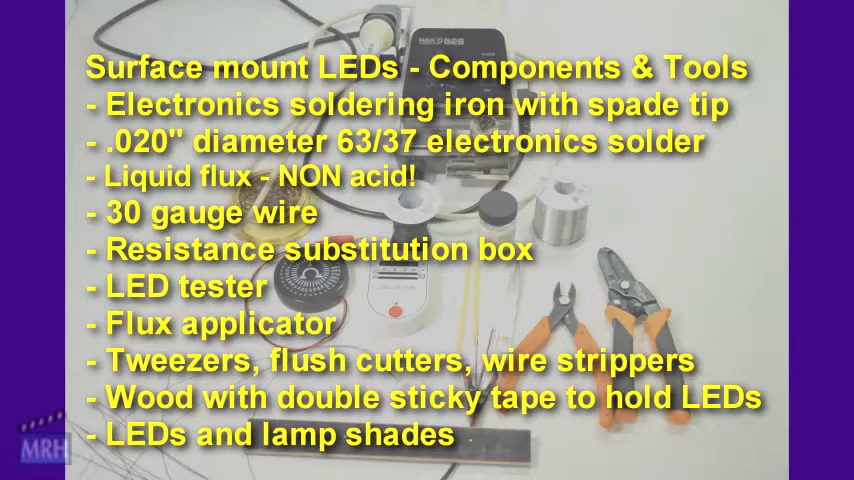 HAKKO 926
Surface mount LEDs - Components & Tools
- Electronics soldering iron with spade tip
- .020" diameter 63/37 electronics solder
- Liquid flux - NON acid!
- 30 gauge wire
- Resistance substitution box
- LED tester
- Flux applicator
- Tweezers, flush cutters, wire strippers
- Wood with double sticky tape to hold LEDs
- LEDs and lamp shades
MRH